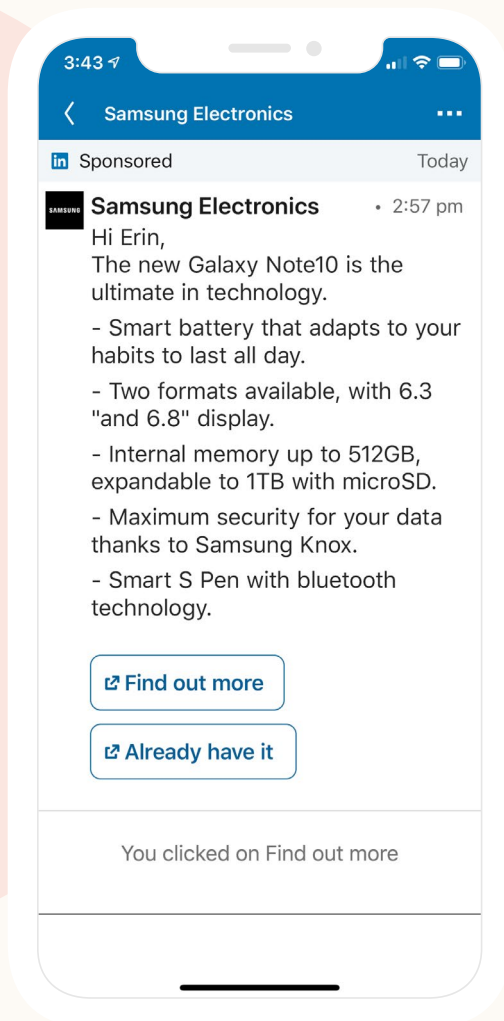 3:43
Samsung Electronics
in Sponsored Today
SAMSUNG
Samsung Electronics • 2:57 pm
Hi Erin,
The new Galaxy Note10 is the
ultimate in technology.
- Smart battery that adapts to your
habits to last all day.
- Two formats available, with 6.3
"and 6.8" display.
- Internal memory up to 512GB,
expandable to 1TB with microSD.
- Maximum security for your data
thanks to Samsung Knox.
- Smart S Pen with bluetooth
technology.
Find out more
Already have it
You clicked on Find out more